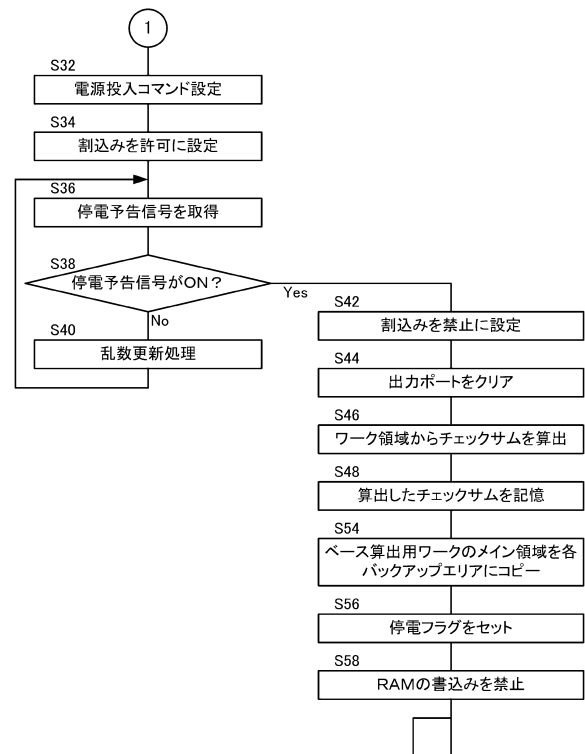 1
S32
電源投入コマンド設定
S34
割込みを許可に設定
S36
停電予告信号を取得
S38
停電予告信号がON?
Yes
No
S40
乱数更新処理
S42
割込みを禁止に設定
S44
出力ポートをクリア
S46
ワーク領域からチェックサムを算出
S48
算出したチェックサムを記憶
S54
ベース算出用ワークのメイン領域を各
バックアップエリアにコピー
S56
停電フラグをセット
S58
RAMの書込みを禁止